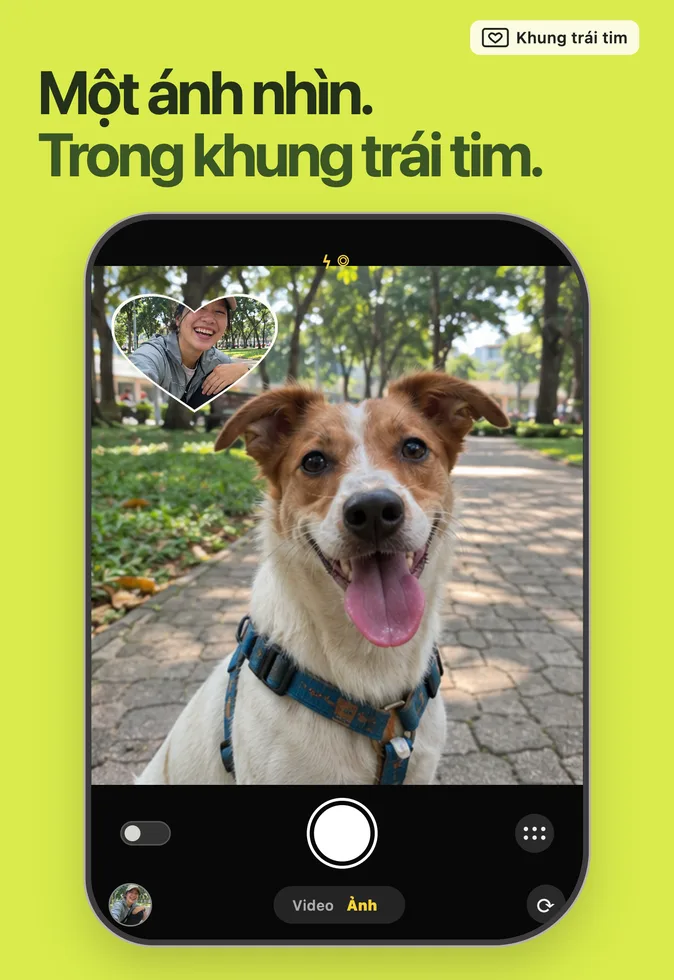 Khung trái tim
Một ánh nhìn.
Trong khung trái tim.
Video Ảnh